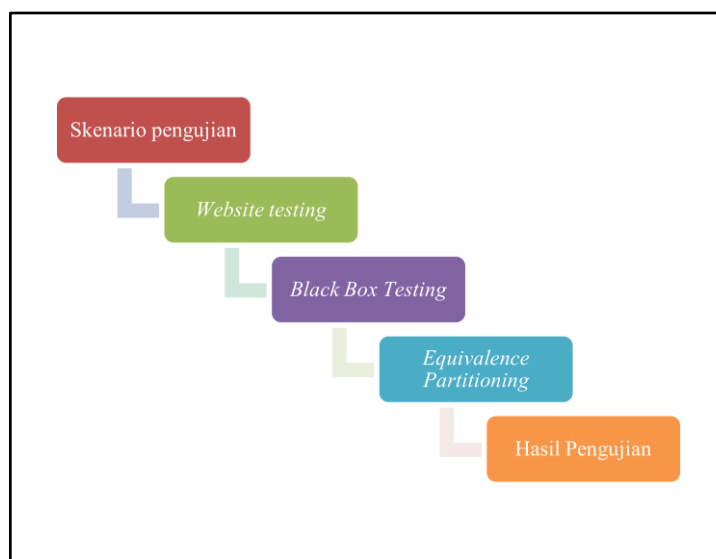 Skenario pengujian
Website testing
Black Box Testing
Equivalence
Partitioning
Hasil Pengujian